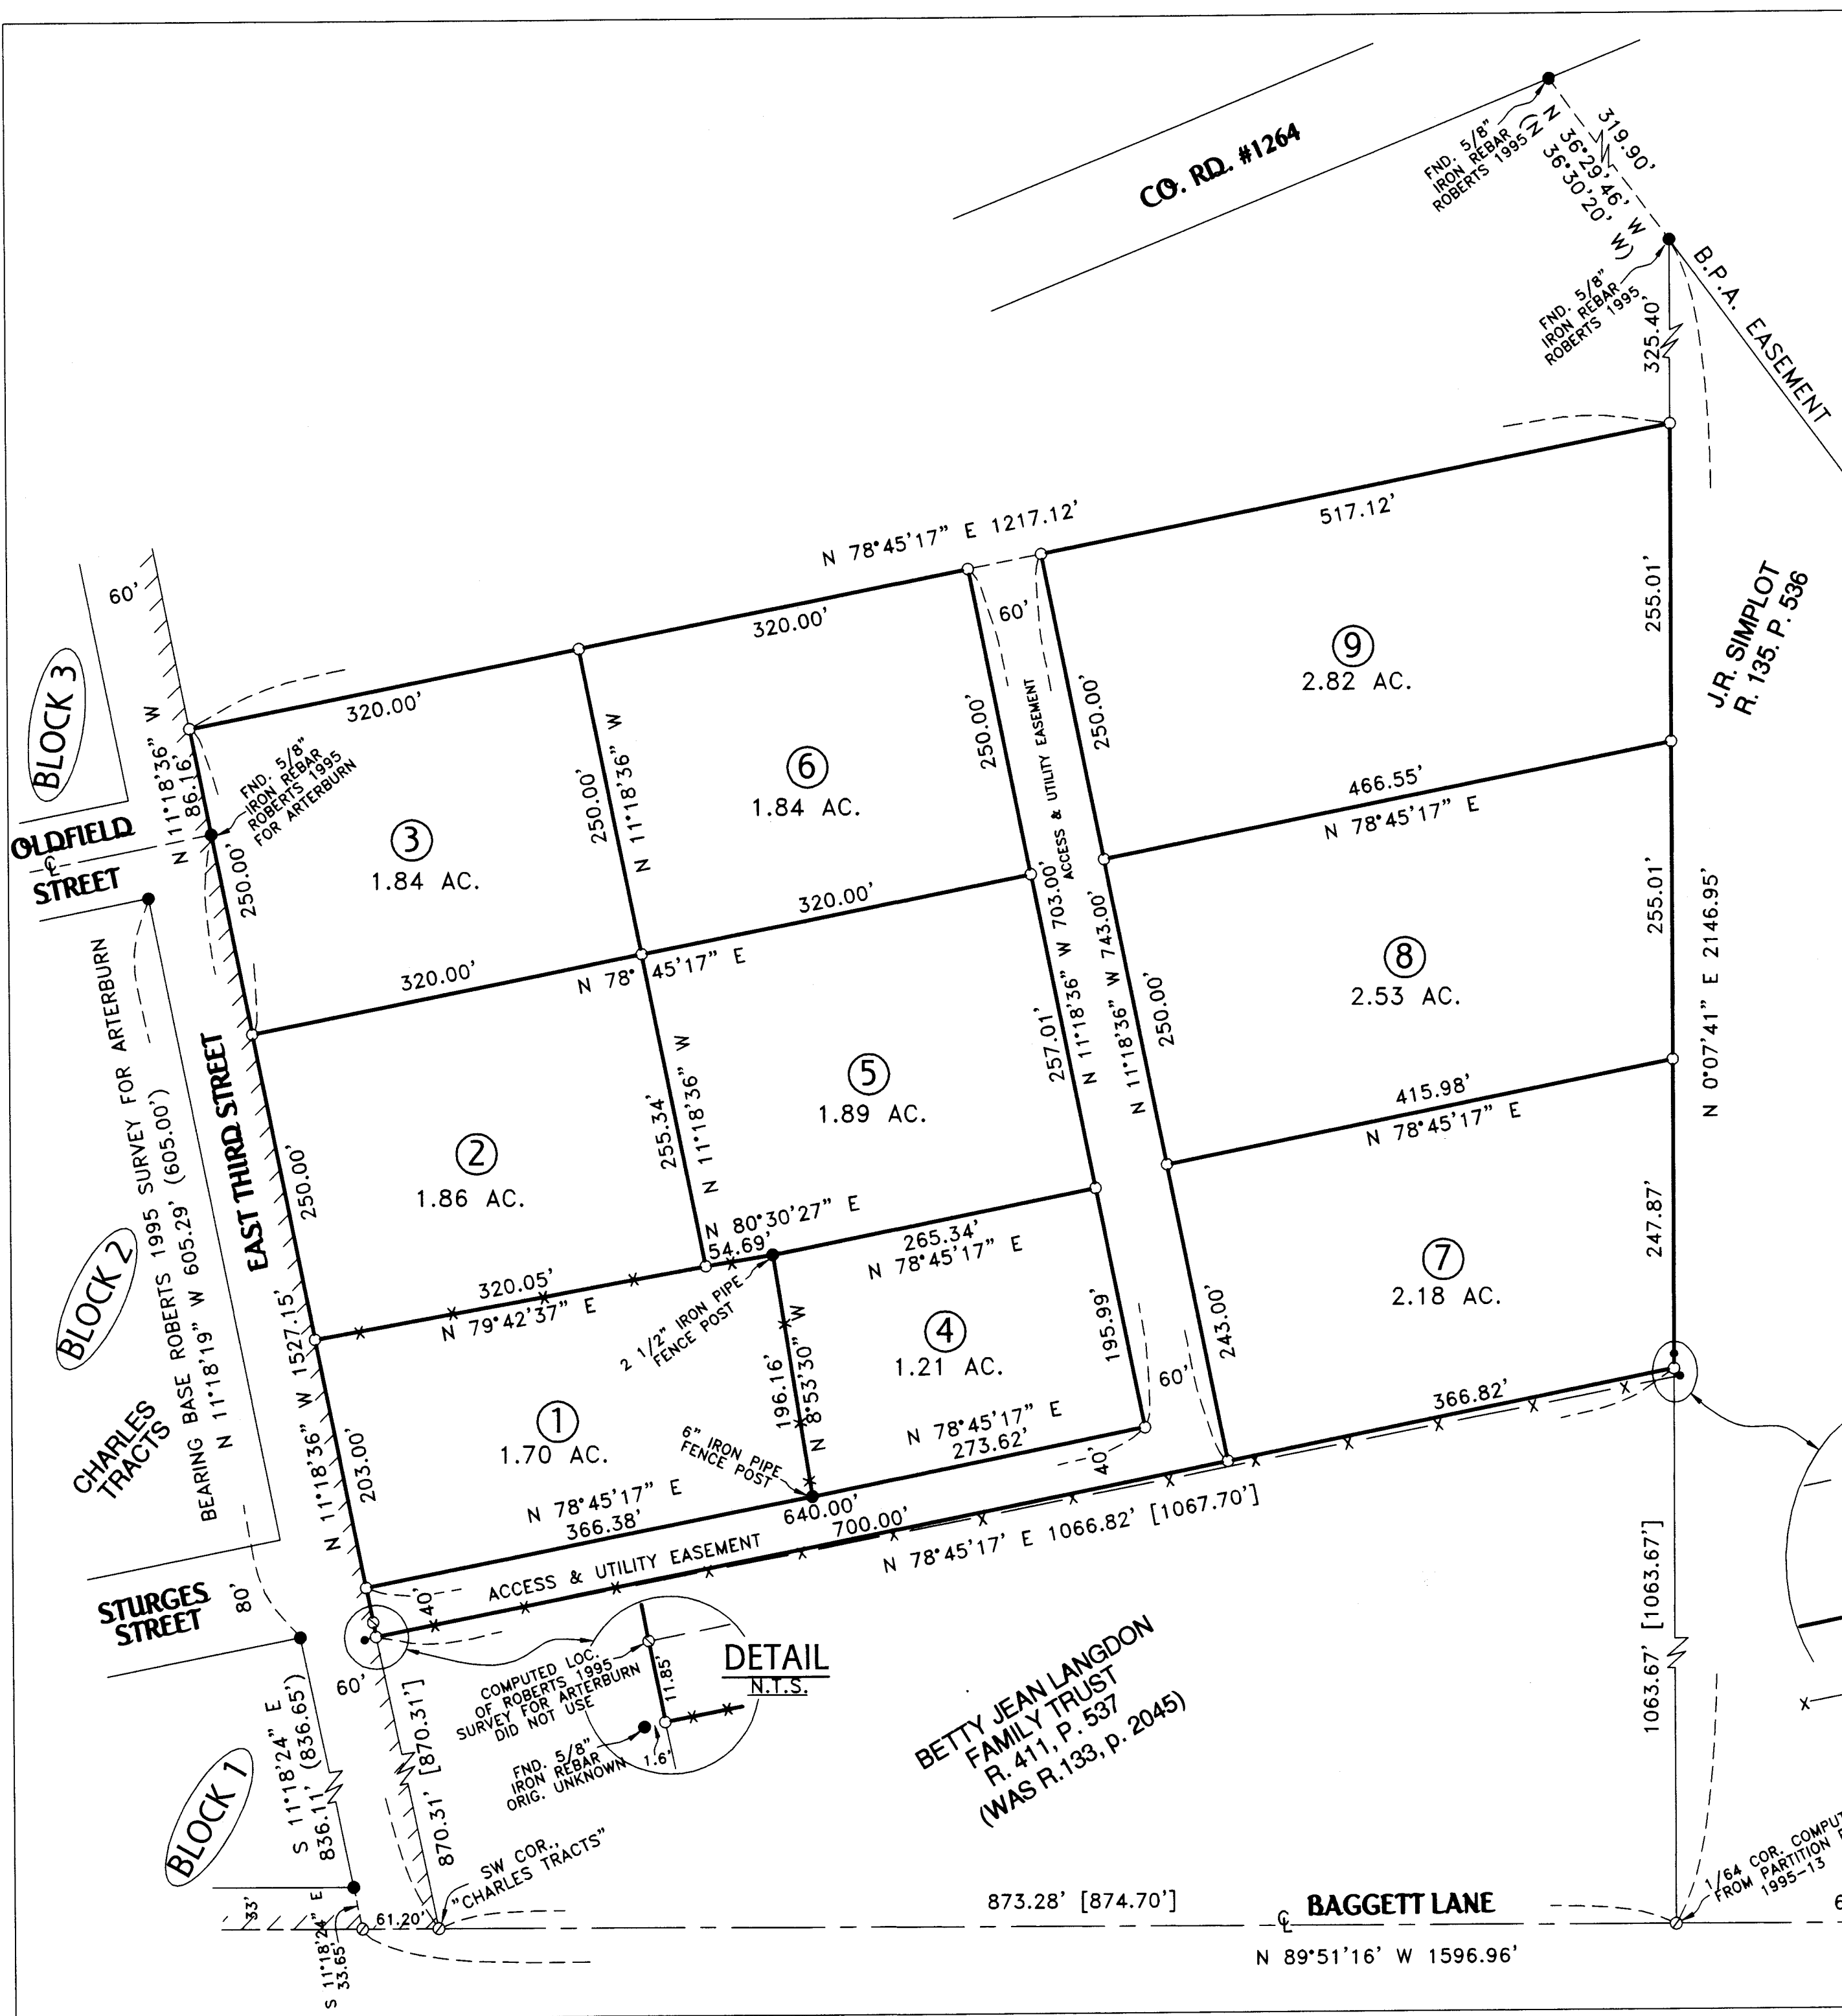 CO. RD. #1264
FND. 5/8"
IRON REBAR
ROBERTS 1995
319.90'
N 36°29'46" W
(N 36°30'20' W)
FND. 5/8"
IRON REBAR
ROBERTS 1995
B.P.A. EASEMENT
325.40'
N 78°45'17" E 1217.12'
517.12'
60'
320.00'
60'
320.00'
BLOCK 3
N 11°18'36" W
86.16'
FND. 5/8"
IRON REBAR
ROBERTS 1995
FOR ARTERBURN
OLDFIELD
℄
STREET
250.00'
3
1.84 AC.
250.00'
N 11°18'36" W
6
1.84 AC.
250.00'
ACCESS & UTILITY EASEMENT
250.00'
9
2.82 AC.
255.01'
J.R. SIMPLOT
R. 135. P. 536
466.55'
N 78°45'17" E
320.00'
320.00'
N 78°45'17" E
N 11°18'36" W 703.00'
N 11°18'36" W 743.00'
8
2.53 AC.
255.01'
N 0°07'41" E 2146.95'
BEARING BASE ROBERTS 1995 SURVEY FOR ARTERBURN
N 11°18'19" W 605.29' (605.00')
EAST THIRD STREET
250.00'
2
1.86 AC.
255.34'
N 11°18'36" W
5
1.89 AC.
257.01'
250.00'
415.98'
N 78°45'17" E
BLOCK 2
CHARLES
TRACTS
N 11°18'36" W 1527.15'
320.05'
N 79°42'37" E
N 80°30'27" E
54.69'
265.34'
N 78°45'17" E
2 1/2" IRON PIPE
FENCE POST
196.16'
N 8°53'30" W
4
1.21 AC.
195.99'
60'
243.00'
7
2.18 AC.
247.87'
366.82'
203.00'
1
1.70 AC.
6" IRON PIPE
FENCE POST
N 78°45'17" E
366.38'
N 78°45'17" E
273.62'
40'
640.00'
700.00'
ACCESS & UTILITY EASEMENT
N 78°45'17' E 1066.82' [1067.70']
1063.67' [1063.67']
STURGES
STREET
80'
40'
60'
COMPUTED LOC.
OF ROBERTS 1995
SURVEY FOR ARTERBURN
DID NOT USE
11.85'
DETAIL
N.T.S.
FND. 5/8"
IRON REBAR
ORIG. UNKNOWN
1.6'
BETTY JEAN LANGDON
FAMILY TRUST
R. 411, P. 537
(WAS R.133, p. 2045)
BLOCK 1
S 11°18'24" E
836.11' (836.65')
870.31' [870.31']
SW COR.,
"CHARLES TRACTS"
33'
S 11°18'24" E
33.65'
61.20'
873.28' [874.70']
℄ BAGGETT LANE
N 89°51'16' W 1596.96'
1/64 COR.
FROM PARTITION
1995-13